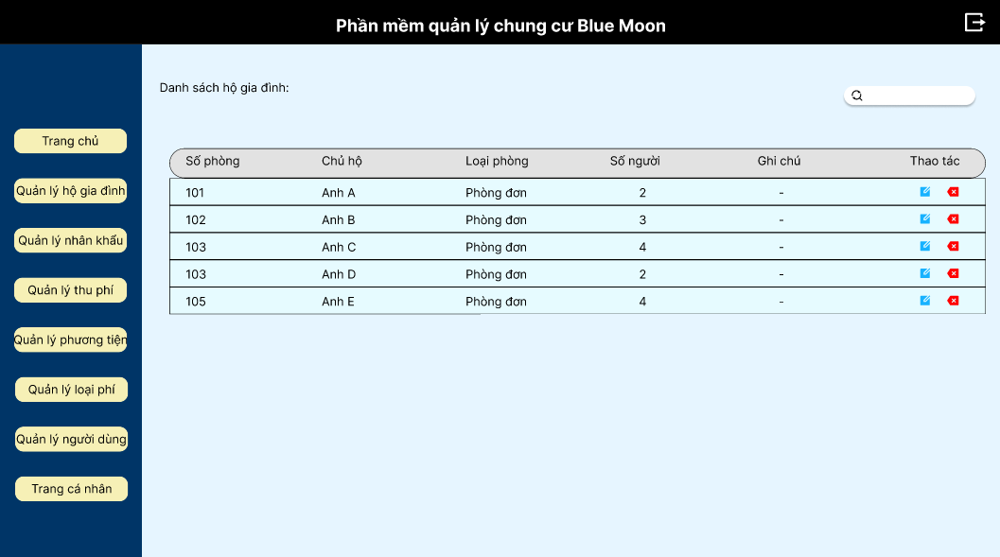 Phần mềm quản lý chung cư Blue Moon
Danh sách hộ gia đình:
Trang chủ
Quản lý hộ gia đình
Quản lý nhân khẩu
Quản lý thu phí
Quản lý phương tiện
Quản lý loại phí
Quản lý người dùng
Trang cá nhân
Số phòng Chủ hộ Loại phòng Số người Ghi chú Thao tác
101 Anh A Phòng đơn 2 -
102 Anh B Phòng đơn 3 -
103 Anh C Phòng đơn 4 -
103 Anh D Phòng đơn 2 -
105 Anh E Phòng đơn 4 -